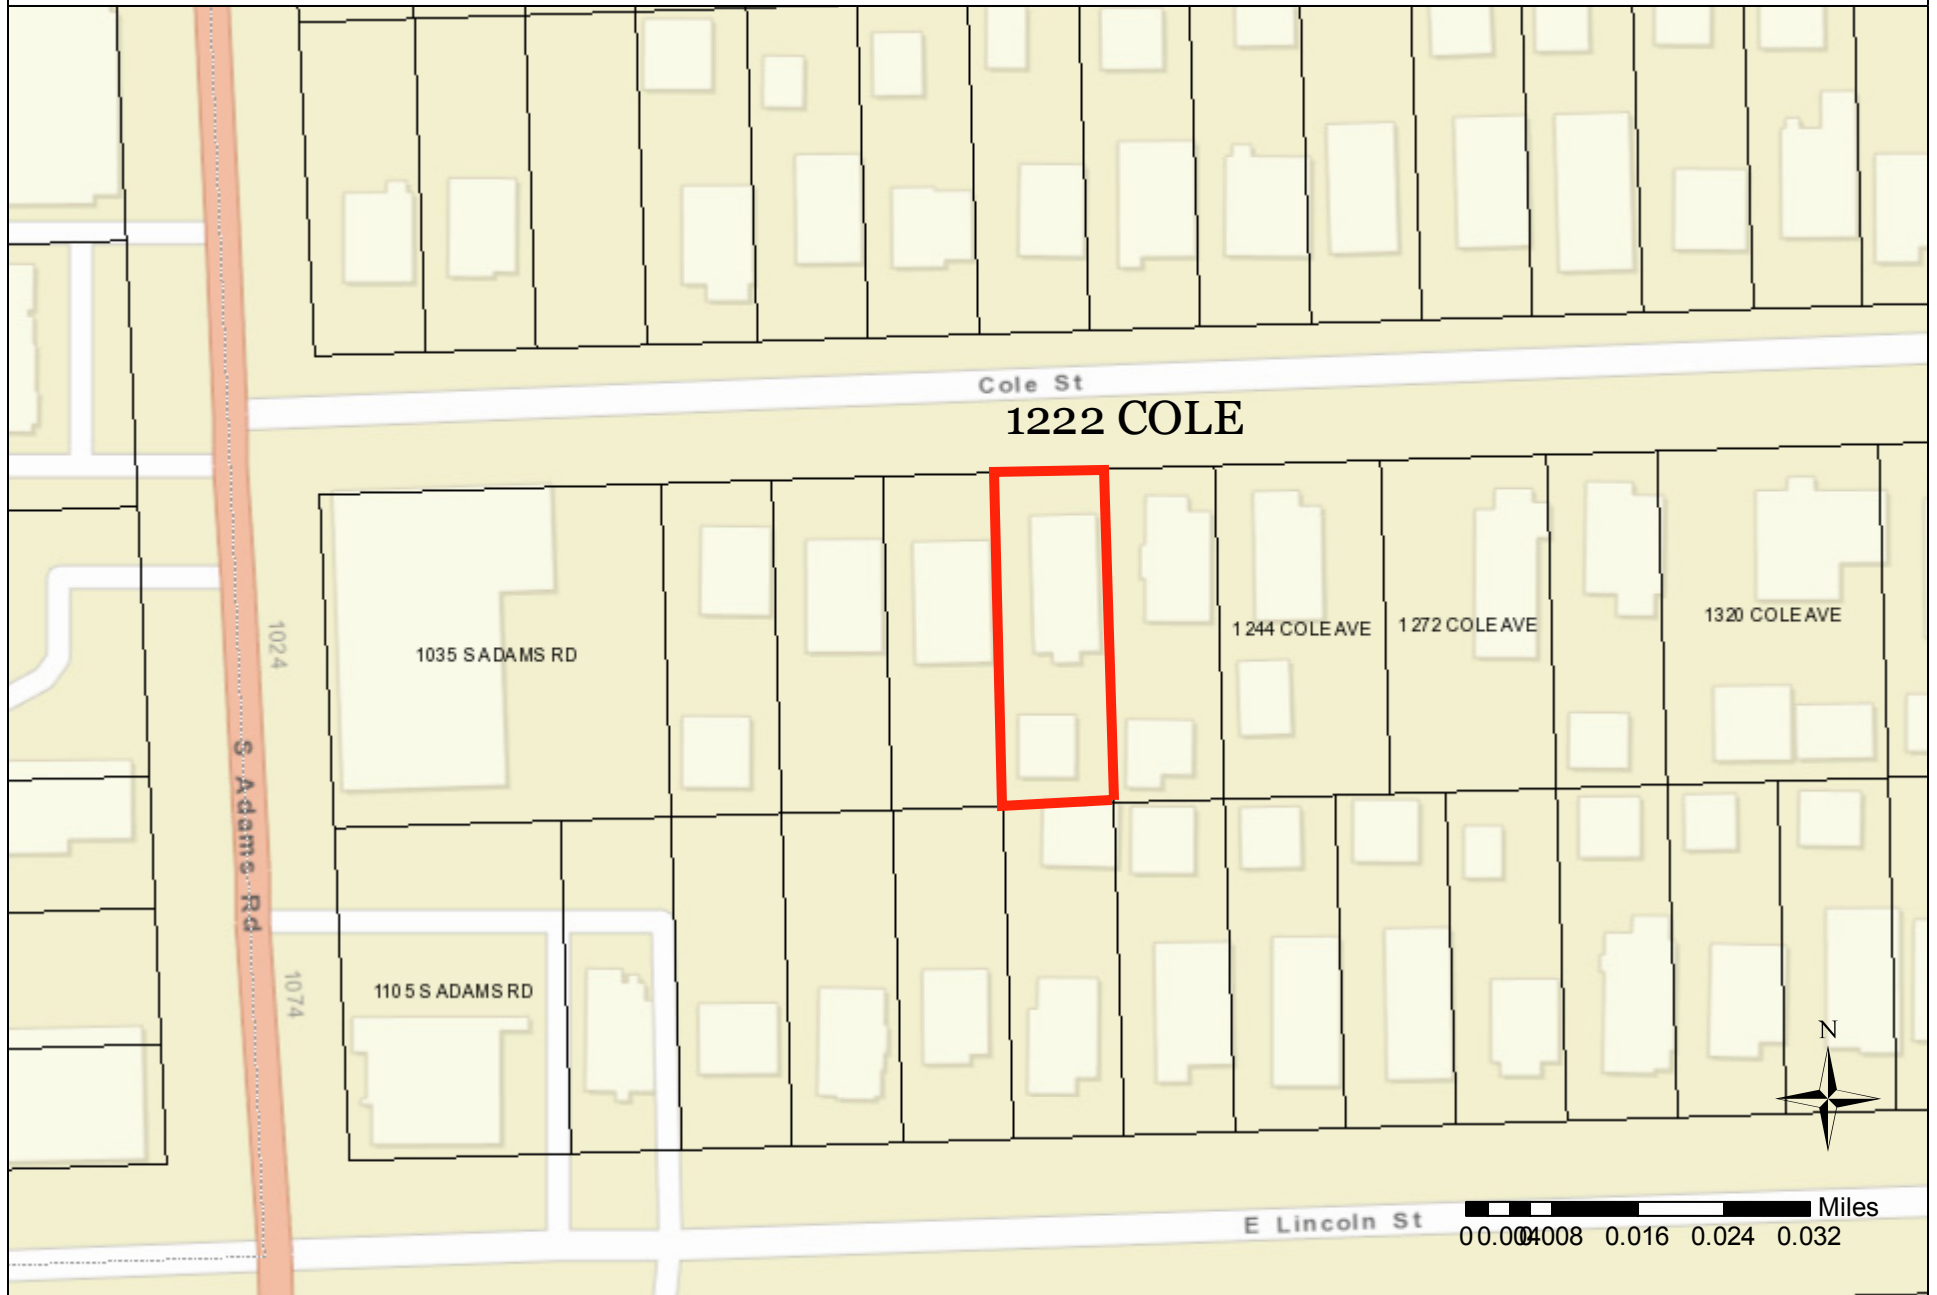 Cole St
1222 COLE
1024
1035 S ADAMS RD
1244 COLE AVE
1272 COLE AVE
1320 COLE AVE
S Adams Rd
1074
1105 S ADAMS RD
N
E Lincoln St
Miles
0 0.004 0.008 0.016 0.024 0.032